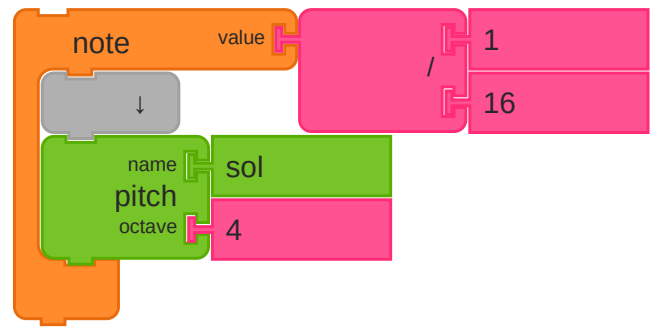 note value 1
/
16
↓
name sol
pitch
octave 4